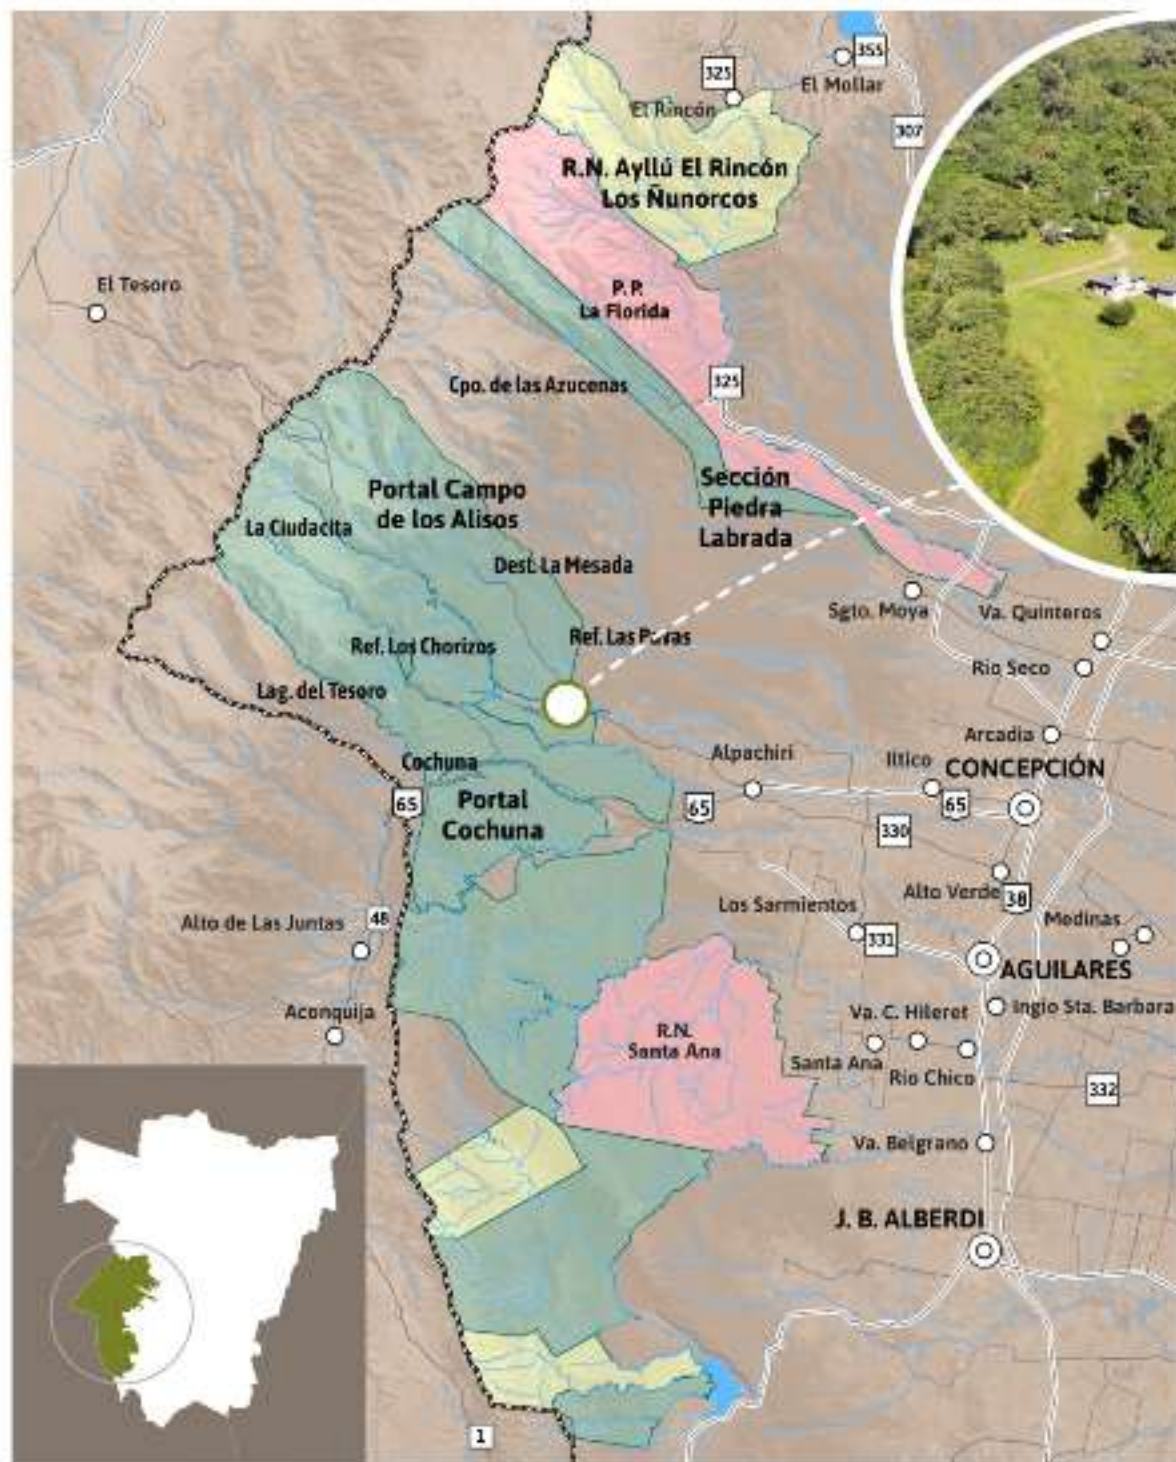 355
325
El Mollar
El Rincón
307
R.N. Ayllú El Rincón
Los Ñunorcos
El Tesoro
P.P.
La Florida
Cpo. de las Azucenas
325
Portal Campo
de los Alisos
Sección
Piedra
Labrada
La Ciudacita
Dest. La Mesada
Sgto. Moya
Va. Quinteros
Ref. Los Chorizos
Ref. Las Pavas
Rio Seco
Lag. del Tesoro
Arcadia
Cochuna
Alpachiri
Iltico
CONCEPCIÓN
65
Portal
Cochuna
65
65
330
Alto Verde
38
Los Sarmientos
Medinas
Alto de Las Juntas
48
331
AGUILARES
Aconquija
Va. C. Hileret
Ingio Sta. Barbara
R.N.
Santa Ana
Santa Ana
Rio Chico
332
Va. Belgrano
J. B. ALBERDI
1